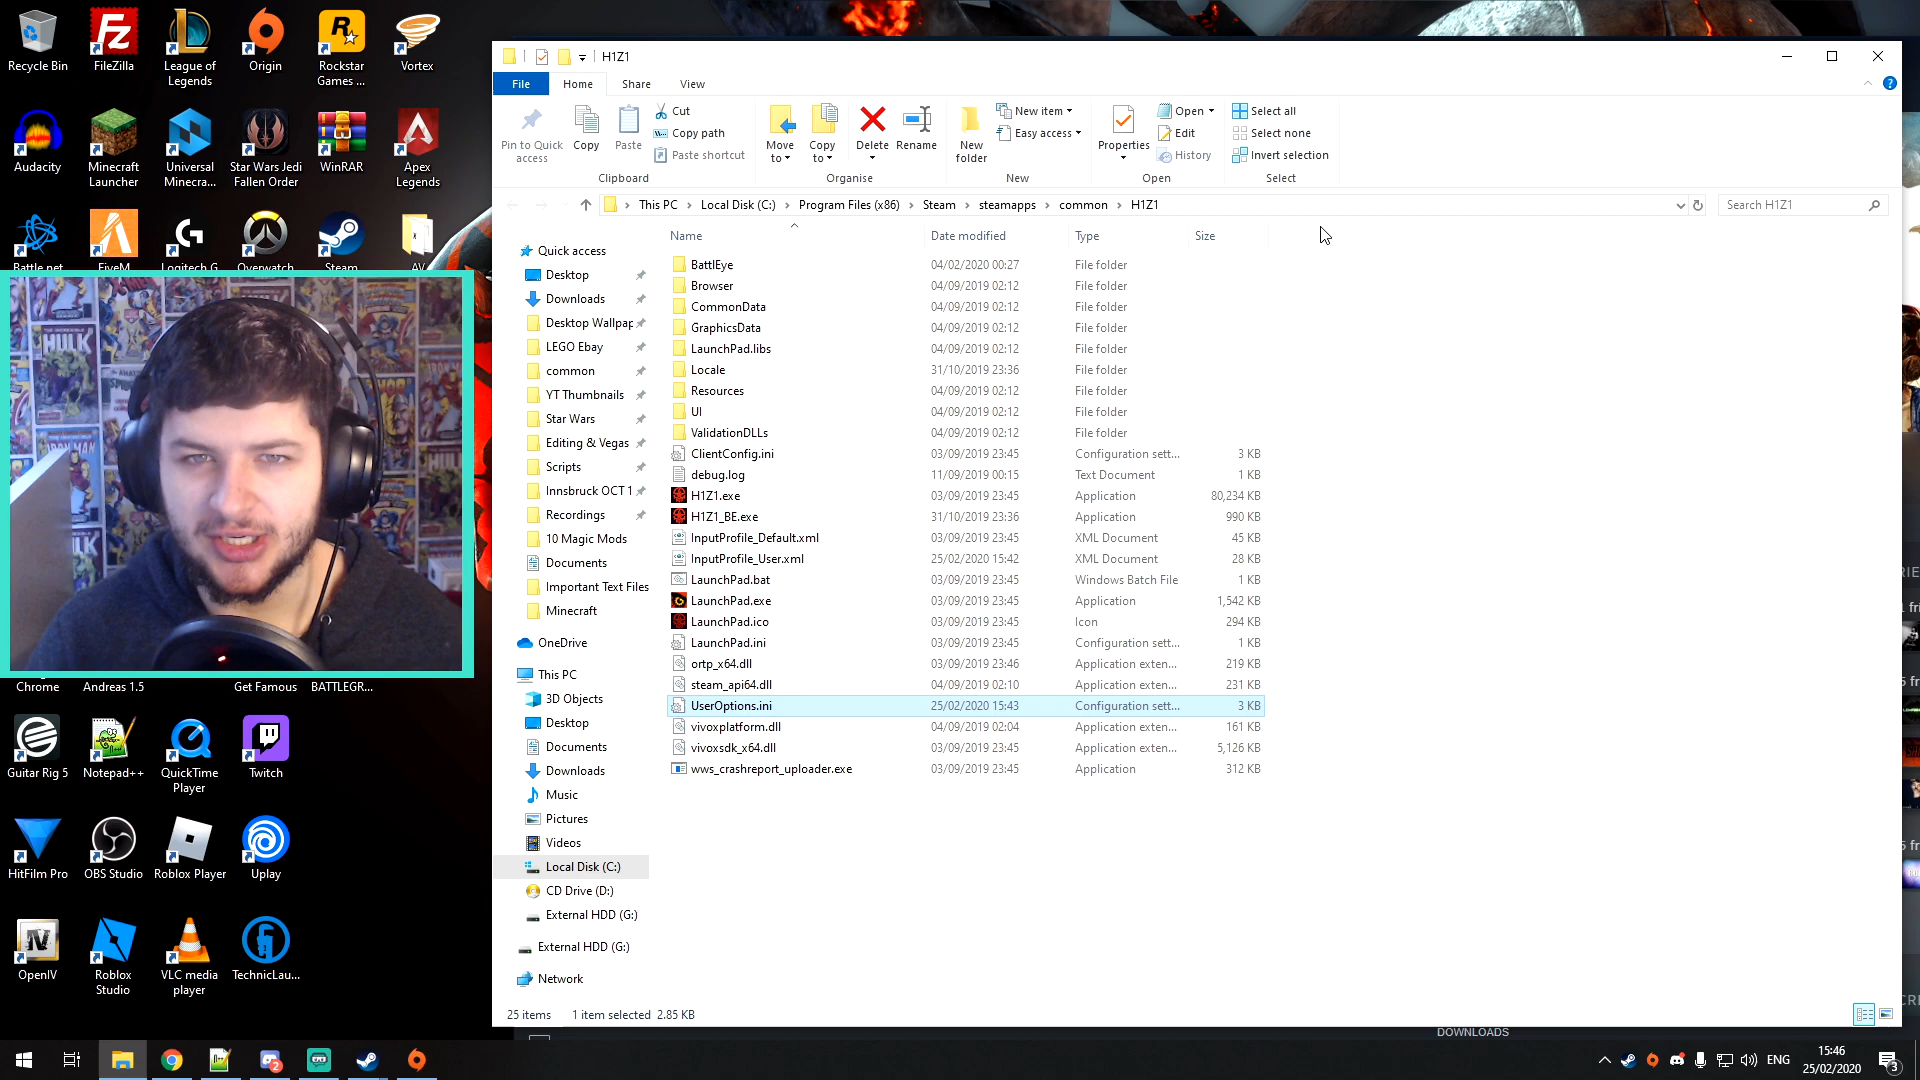 Recycle Bin
FileZilla
League of
Legends
Origin
Rockstar
Games ...
Vortex
Audacity
Minecraft
Launcher
Universal
Minecra...
Star Wars Jedi
Fallen Order
WinRAR
Apex
Legends
Battle.net
FiveM
Logitech G
Overwatch
Steam
HULK
Chrome
Andreas 1.5
Get Famous
BATTLEGR...
Guitar Rig 5
Notepad++
QuickTime
Player
Twitch
HitFilm Pro
OBS Studio
Roblox Player
Uplay
OpenIV
Roblox
Studio
VLC media
player
TechnicLau...
H1Z1
File
Home
Share
View
Pin to Quick
access
Copy
Paste
Cut
Copy path
Paste shortcut
Clipboard
Move
to
Copy
to
Delete
Rename
Organise
New
folder
New item
Easy access
New
Properties
Open
Edit
History
Open
Select all
Select none
Invert selection
Select
This PC > Local Disk (C:) > Program Files (x86) > Steam > steamapps > common > H1Z1
Search H1Z1
Name Date modified Type Size
Quick access
Desktop
Downloads
Desktop Wallpap
LEGO Ebay
common
YT Thumbnails
Star Wars
Editing & Vegas
Scripts
Innsbruck OCT 1
Recordings
10 Magic Mods
Documents
Important Text Files
Minecraft
OneDrive
This PC
3D Objects
Desktop
Documents
Downloads
Music
Pictures
Videos
Local Disk (C:)
CD Drive (D:)
External HDD (G:)
External HDD (G:)
Network
BattlEye 04/02/2020 00:27 File folder
Browser 04/09/2019 02:12 File folder
CommonData 04/09/2019 02:12 File folder
GraphicsData 04/09/2019 02:12 File folder
LaunchPad.libs 04/09/2019 02:12 File folder
Locale 31/10/2019 23:36 File folder
Resources 04/09/2019 02:12 File folder
UI 04/09/2019 02:12 File folder
ValidationDLLs 04/09/2019 02:12 File folder
ClientConfig.ini 03/09/2019 23:45 Configuration sett... 3 KB
debug.log 11/09/2019 00:15 Text Document 1 KB
H1Z1.exe 03/09/2019 23:45 Application 80,234 KB
H1Z1_BE.exe 31/10/2019 23:36 Application 990 KB
InputProfile_Default.xml 03/09/2019 23:45 XML Document 45 KB
InputProfile_User.xml 25/02/2020 15:42 XML Document 28 KB
LaunchPad.bat 03/09/2019 23:45 Windows Batch File 1 KB
LaunchPad.exe 03/09/2019 23:45 Application 1,542 KB
LaunchPad.ico 03/09/2019 23:45 Icon 294 KB
LaunchPad.ini 03/09/2019 23:45 Configuration sett... 1 KB
ortp_x64.dll 03/09/2019 23:46 Application exten... 219 KB
steam_api64.dll 04/09/2019 02:10 Application exten... 231 KB
UserOptions.ini 25/02/2020 15:43 Configuration sett... 3 KB
vivoxplatform.dll 04/09/2019 02:04 Application exten... 161 KB
vivoxsdk_x64.dll 03/09/2019 23:45 Application exten... 5,126 KB
wws_crashreport_uploader.exe 03/09/2019 23:45 Application 312 KB
25 items 1 item selected 2.85 KB
DOWNLOADS
ENG
15:46
25/02/2020
3